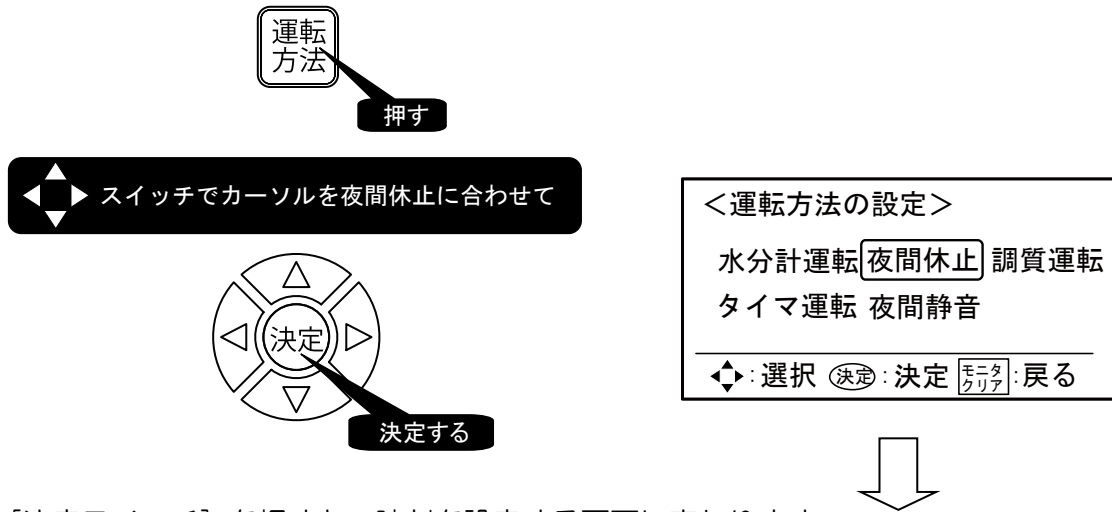 運転
方法
押す
スイッチでカーソルを夜間休止に合わせて
決定
決定する
＜運転方法の設定＞
水分計運転 夜間休止 調質運転
タイマ運転 夜間静音
:選択 決定:決定 モニタクリア:戻る